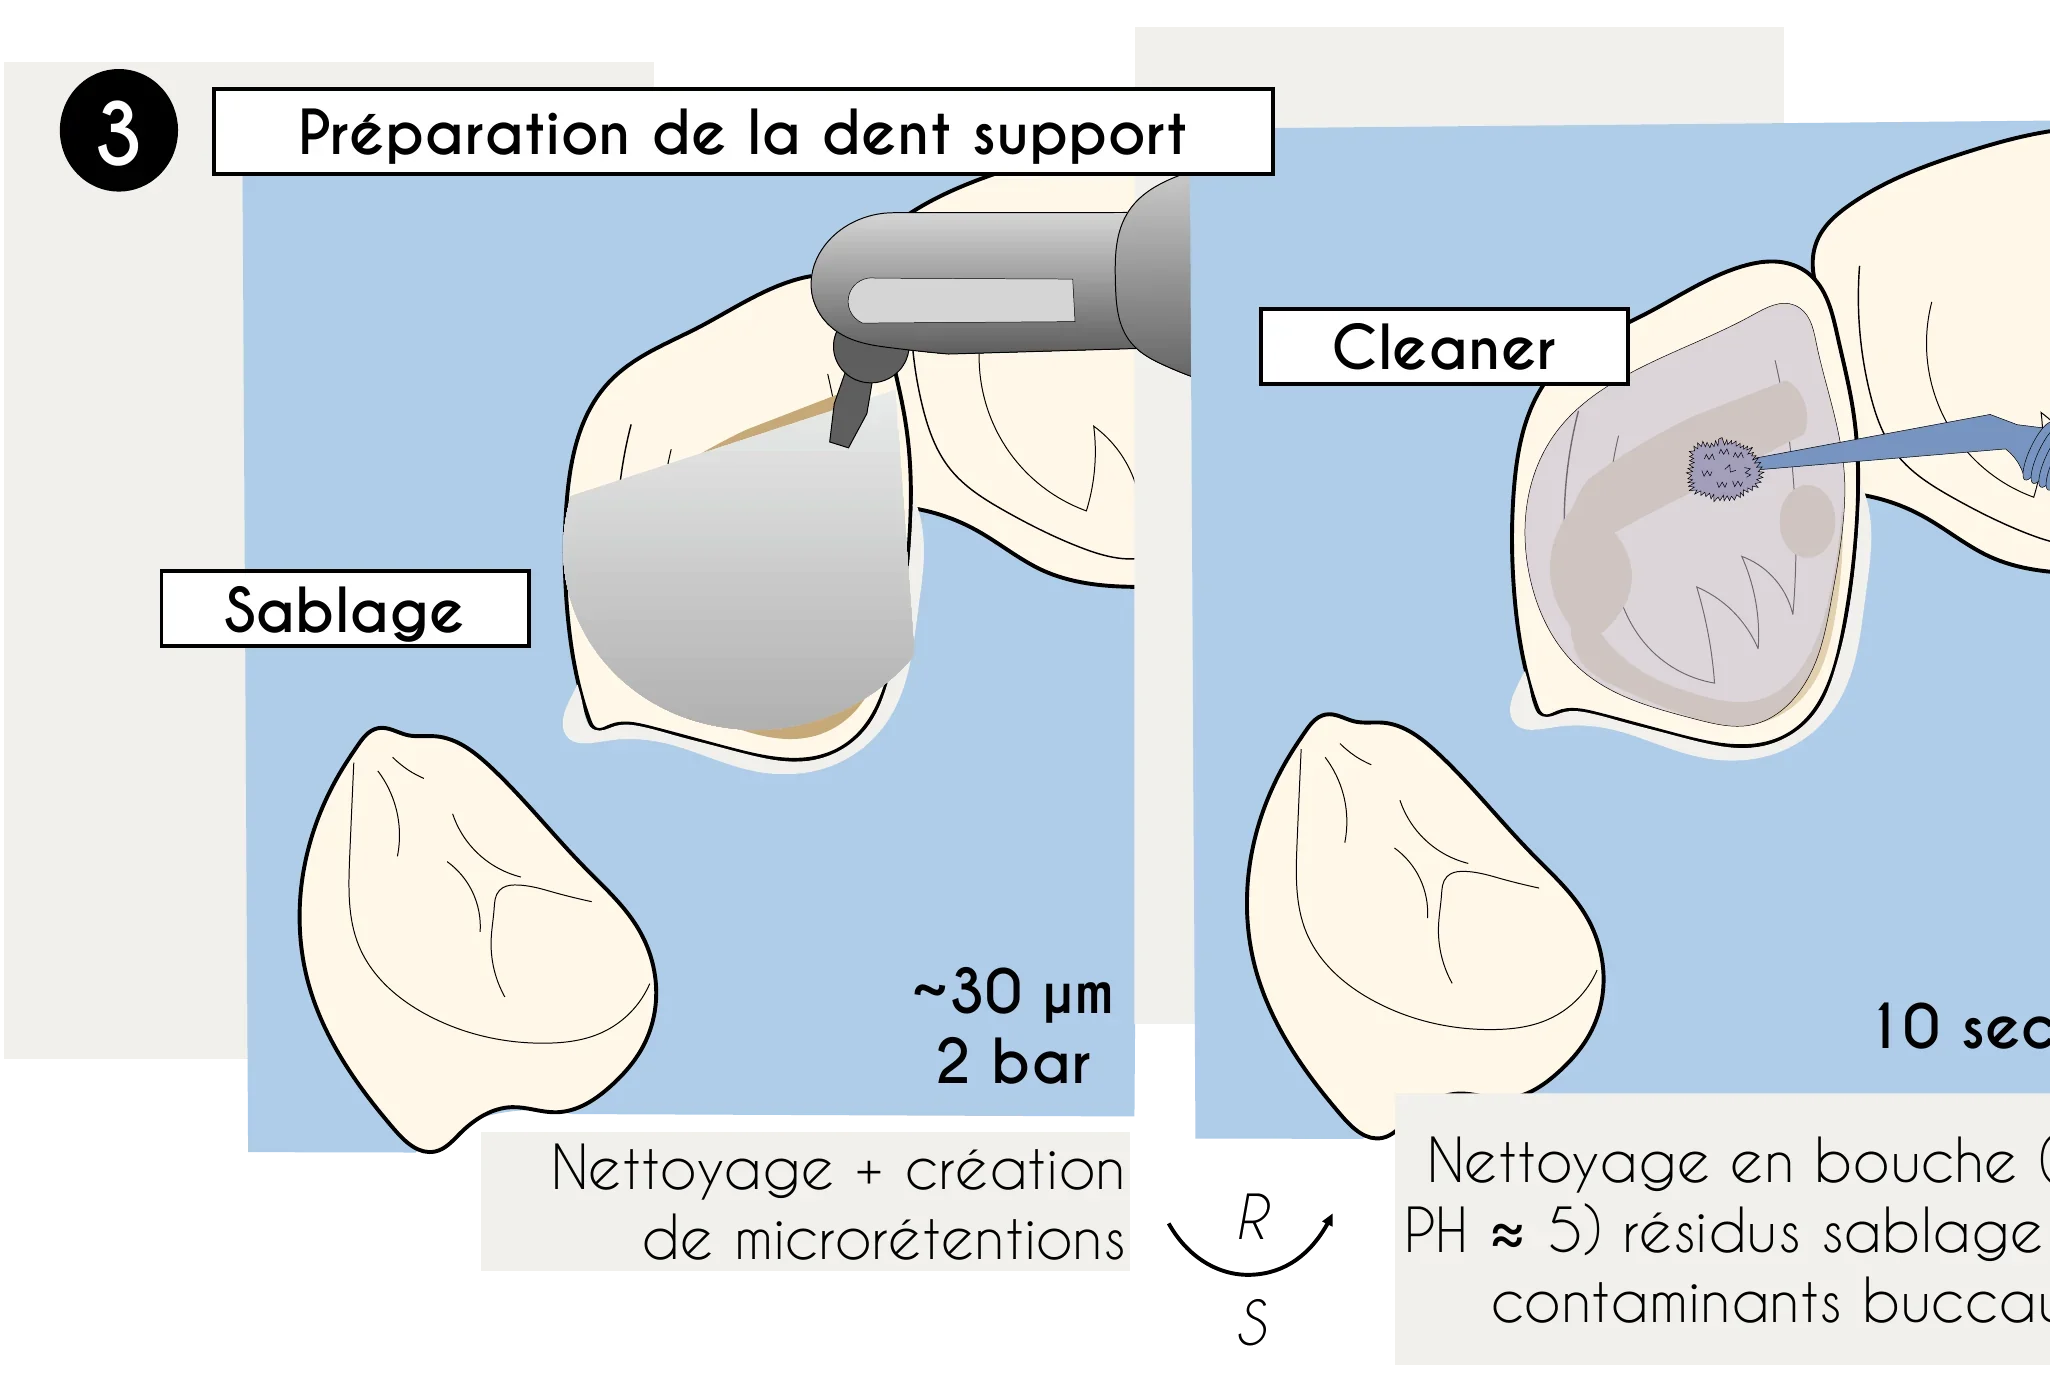 3
Préparation de la dent support
Cleaner
Sablage
~30 µm
2 bar
10 sec
Nettoyage + création
de microrétentions
R
S
Nettoyage en bouche (
PH ≈ 5) résidus sablage
contaminants buccau